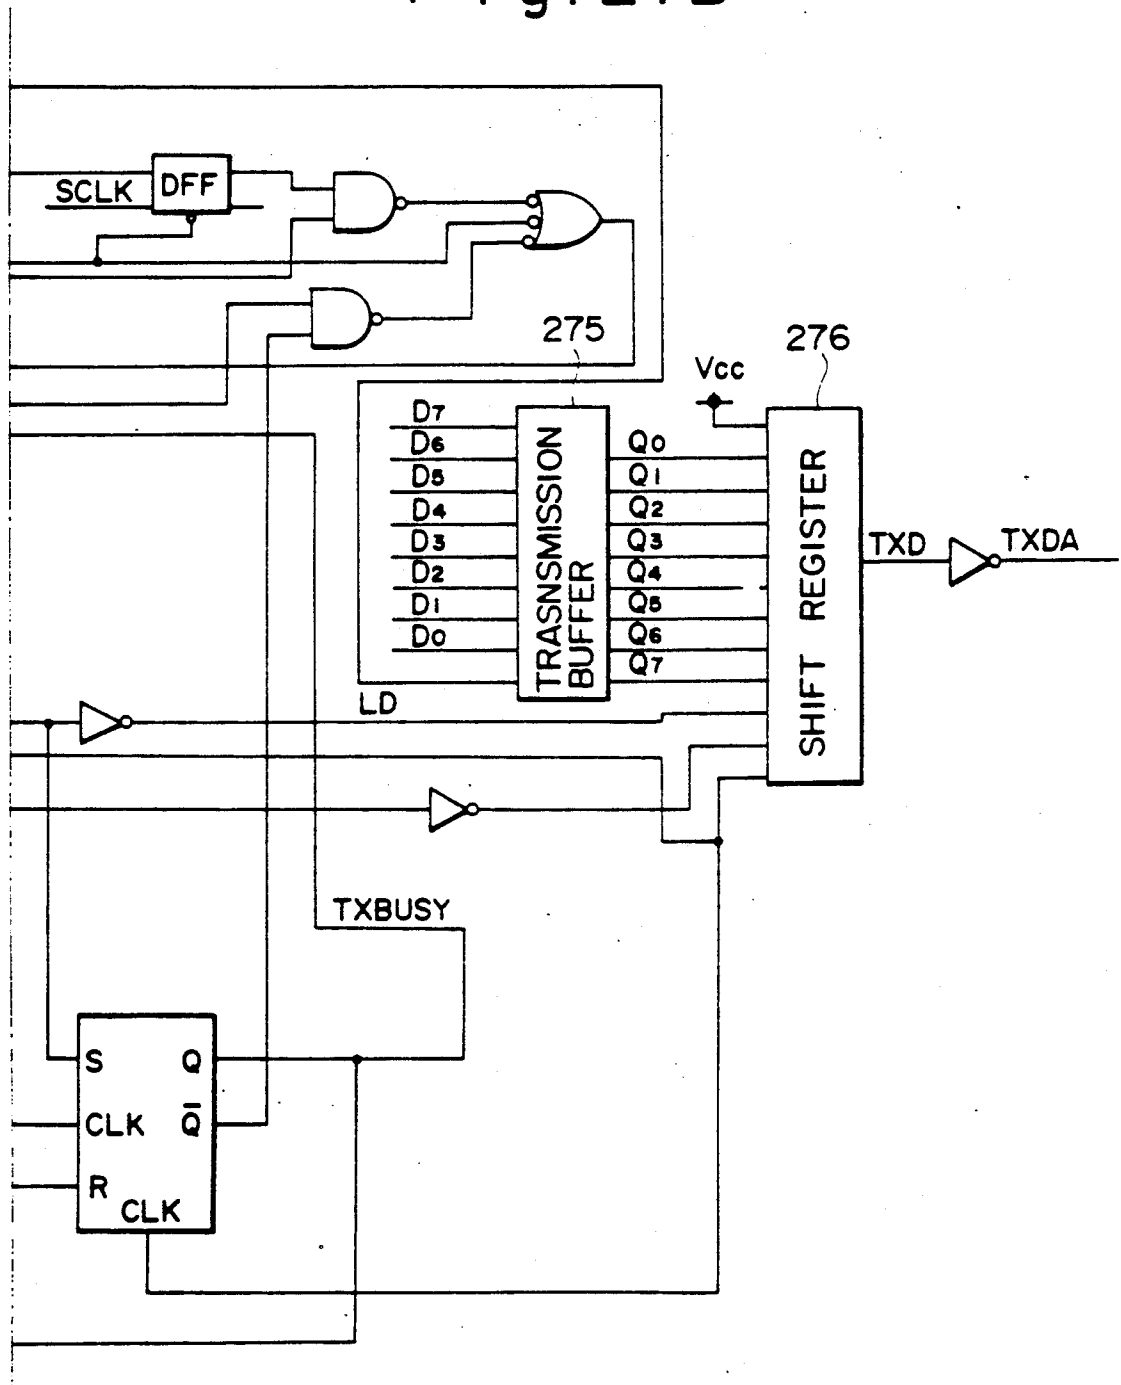 SCLK
DFF
275
276
Vcc
D7
D6
D5
D4
D3
D2
D1
D0
TRASNSMISSION
BUFFER
Q0
Q1
Q2
Q3
Q4
Q5
Q6
Q7
SHIFT REGISTER
TXD
TXDA
LD
TXBUSY
S Q
CLK Q̅
R
CLK